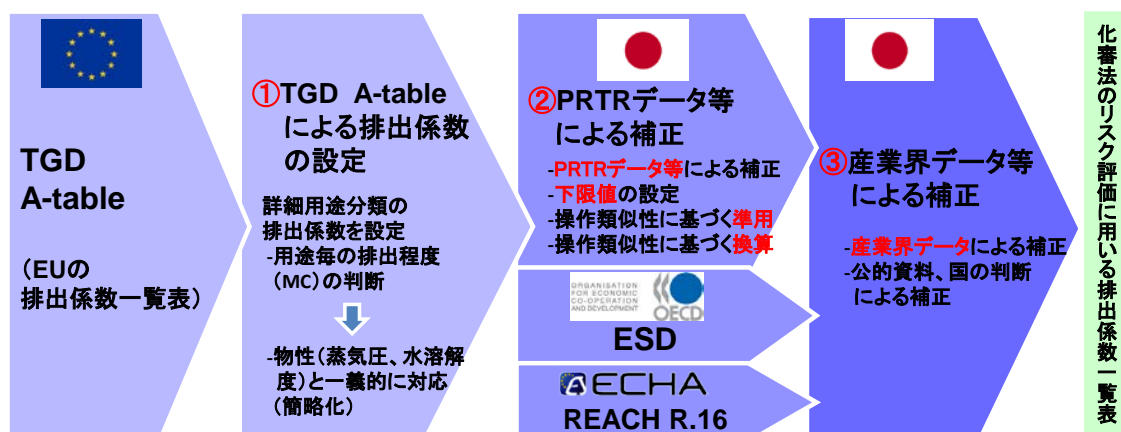 TGD
A-table
（EUの
排出係数一覧表）
①TGD A-table
による排出係数
の設定
詳細用途分類の
排出係数を設定
-用途毎の排出程度
（MC）の判断
-物性（蒸気圧、水溶解
度）と一義的に対応
（簡略化）
②PRTRデータ等
による補正
-PRTRデータ等による補正
-下限値の設定
-操作類似性に基づく準用
-操作類似性に基づく換算
ORGANISATION
FOR ECONOMIC
CO-OPERATION
AND DEVELOPMENT
OECD
ESD
ECHA
REACH R.16
③産業界データ等
による補正
-産業界データによる補正
-公的資料、国の判断
による補正
化審法のリスク評価に用いる排出係数一覧表